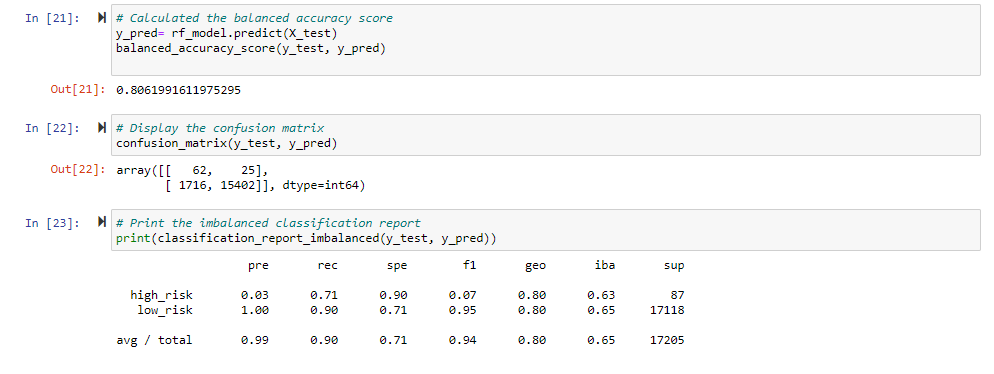 In [21]: # Calculated the balanced accuracy score
y_pred= rf_model.predict(X_test)
balanced_accuracy_score(y_test, y_pred)
Out[21]: 0.8061991611975295
In [22]: # Display the confusion matrix
confusion_matrix(y_test, y_pred)
Out[22]: array([[   62,    25],
       [ 1716, 15402]], dtype=int64)
In [23]: # Print the imbalanced classification report
print(classification_report_imbalanced(y_test, y_pred))
pre rec spe f1 geo iba sup
high_risk 0.03 0.71 0.90 0.07 0.80 0.63 87
low_risk 1.00 0.90 0.71 0.95 0.80 0.65 17118
avg / total 0.99 0.90 0.71 0.94 0.80 0.65 17205